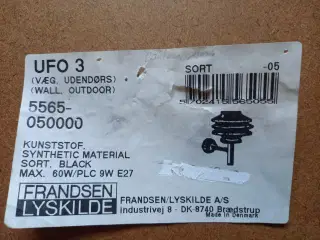 UFO 3
(VÆG, UDENDØRS)
(WALL, OUTDOOR)
5565-
050000
SORT -05
KUNSTSTOF.
SYNTHETIC MATERIAL
SORT, BLACK
MAX. 60W/PLC 9W E27
FRANDSEN
LYSKILDE
FRANDSEN/LYSKILDE A/S
Industrivej 8 - DK-8740 Brædstrup
Made in Denmark